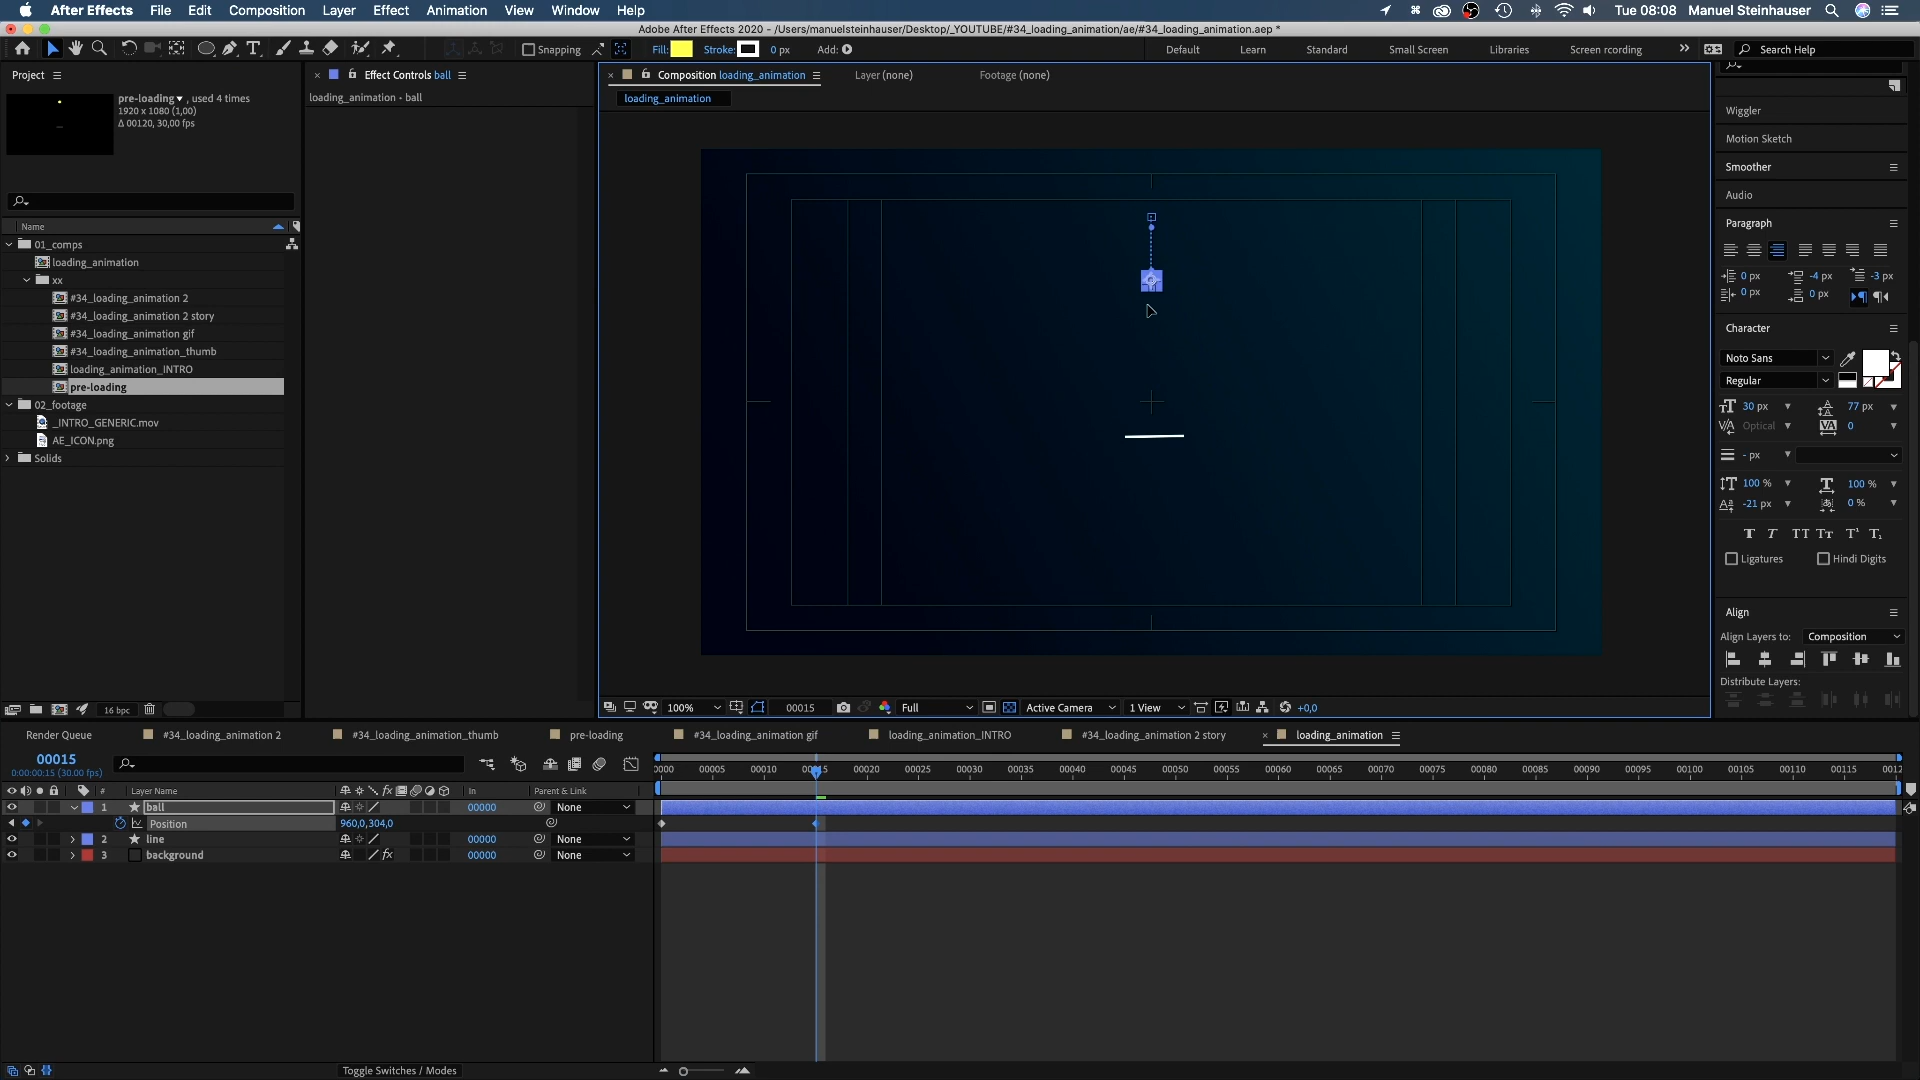 After Effects File Edit Composition Layer Effect Animation View Window Help Tue 08:08 Manuel Steinhauser
Adobe After Effects 2020 - /Users/manuelsteinhauser/Desktop/_YOUTUBE/#34_loading_animation/ae/#34_loading_animation.aep *
Snapping Fill: Stroke: 0 px Add: Default Learn Standard Small Screen Libraries Screen rcording Search Help
Project Effect Controls ball Composition loading_animation Layer (none) Footage (none)
pre-loading , used 4 times
1920 x 1080 (1,00)
Δ 00120, 30,00 fps
loading_animation • ball
loading_animation
Name
01_comps
loading_animation
xx
#34_loading_animation 2
#34_loading_animation 2 story
#34_loading_animation gif
#34_loading_animation_thumb
loading_animation_INTRO
pre-loading
02_footage
_INTRO_GENERIC.mov
AE_ICON.png
Solids
16 bpc
100% 00015 Full Active Camera 1 View +0,0
Wiggler
Motion Sketch
Smoother
Audio
Paragraph
0 px -4 px -3 px
0 px 0 px
Character
Noto Sans
Regular
30 px 77 px
Optical 0
- px
100 % 100 %
-21 px 0 %
T T TT Tr T¹ T₁
Ligatures Hindi Digits
Align
Align Layers to: Composition
Distribute Layers:
Render Queue #34_loading_animation 2 #34_loading_animation_thumb pre-loading #34_loading_animation gif loading_animation_INTRO #34_loading_animation 2 story loading_animation
00015
0:00:00:15 (30.00 fps)
0000 00005 00010 00015 00020 00025 00030 00035 00040 00045 00050 00055 00060 00065 00070 00075 00080 00085 00090 00095 00100 00105 00110 00115 0012
# Layer Name fx In Parent & Link
1 ball 00000 None
Position 960,0,304,0
2 line 00000 None
3 background fx 00000 None
Toggle Switches / Modes